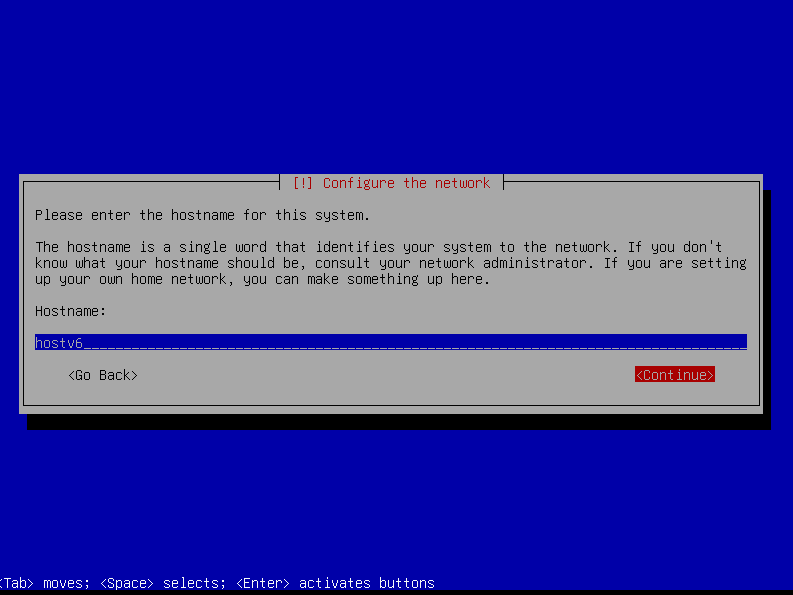 [!] Configure the network
Please enter the hostname for this system.
The hostname is a single word that identifies your system to the network. If you don't
know what your hostname should be, consult your network administrator. If you are setting
up your own home network, you can make something up here.
Hostname:
hostv6
<Go Back> <Continue>
<Tab> moves; <Space> selects; <Enter> activates buttons